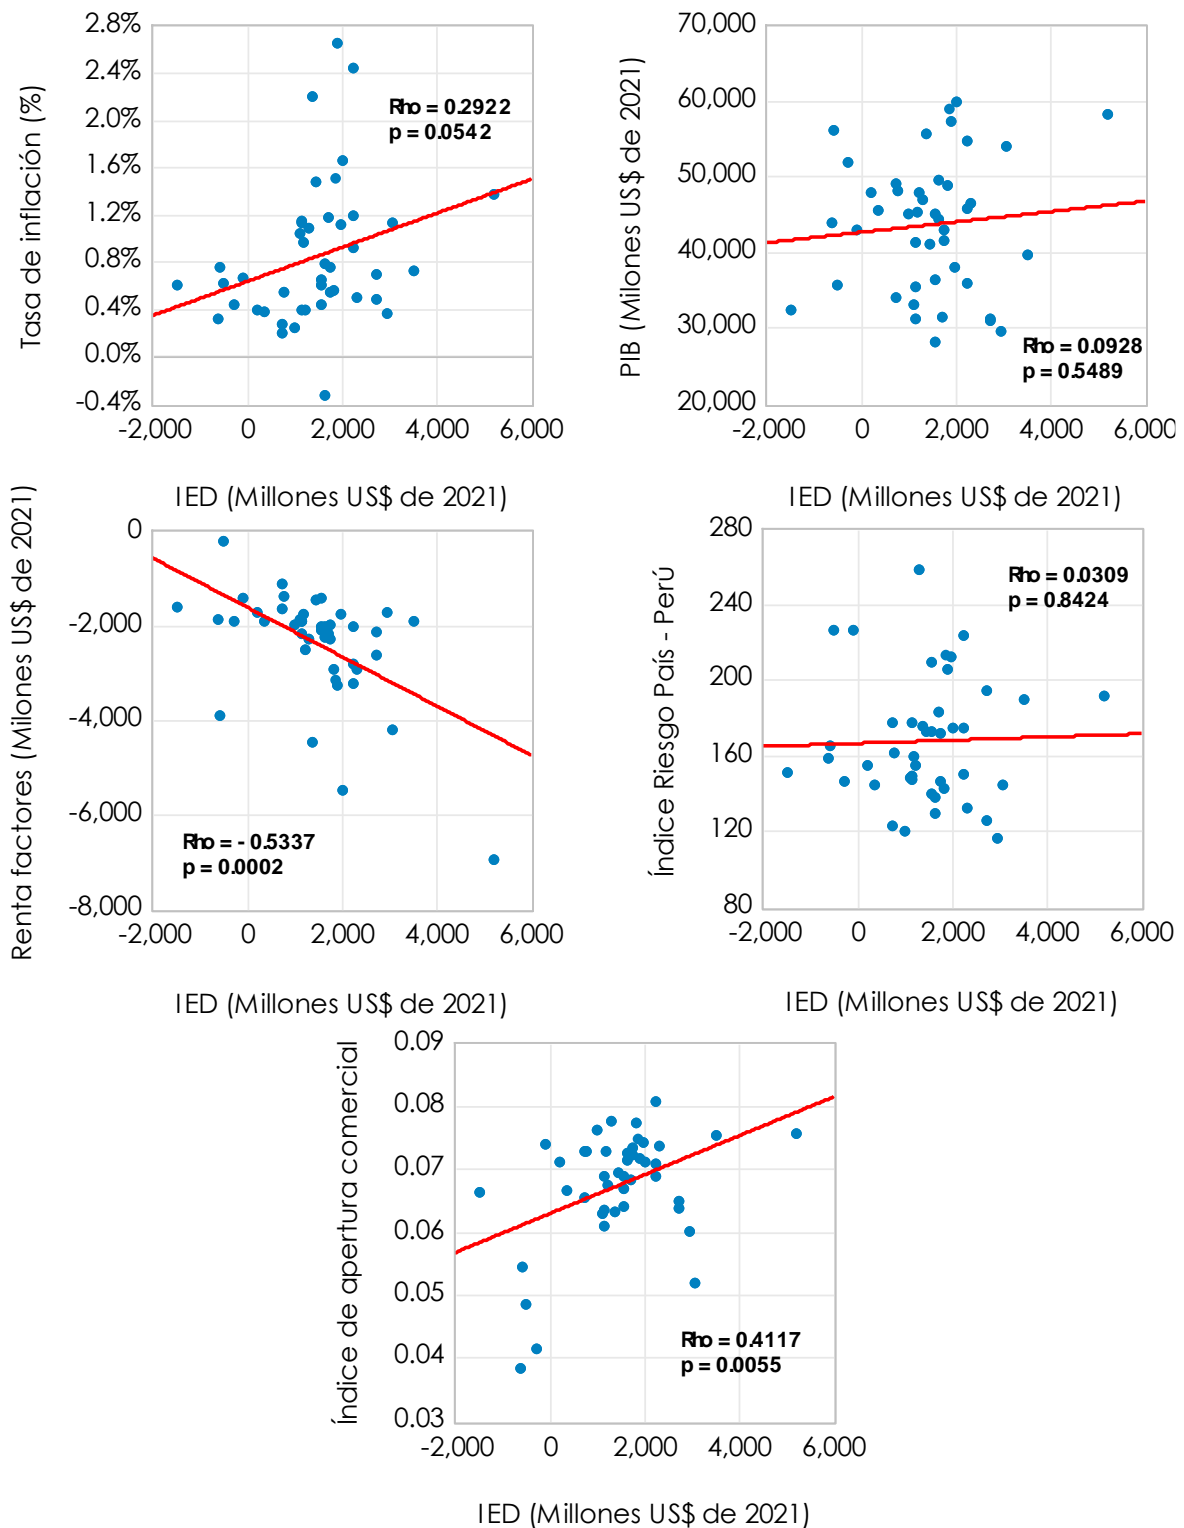 Tasa de inflación (%)
2.8%
2.4%
2.0%
1.6%
1.2%
0.8%
0.4%
0.0%
-0.4%
Rho = 0.2922
p = 0.0542
-2,000 0 2,000 4,000 6,000
IED (Millones US$ de 2021)
PIB (Milones US$ de 2021)
70,000
60,000
50,000
40,000
30,000
20,000
Rho = 0.0928
p = 0.5489
-2,000 0 2,000 4,000 6,000
IED (Millones US$ de 2021)
Renta factores (Milones US$ de 2021)
0
-2,000
-4,000
-6,000
-8,000
Rho = - 0.5337
p = 0.0002
-2,000 0 2,000 4,000 6,000
IED (Millones US$ de 2021)
Índice Riesgo País - Perú
280
240
200
160
120
80
Rho = 0.0309
p = 0.8424
-2,000 0 2,000 4,000 6,000
IED (Millones US$ de 2021)
Índice de apertura comercial
0.09
0.08
0.07
0.06
0.05
0.04
0.03
Rho = 0.4117
p = 0.0055
-2,000 0 2,000 4,000 6,000
IED (Millones US$ de 2021)